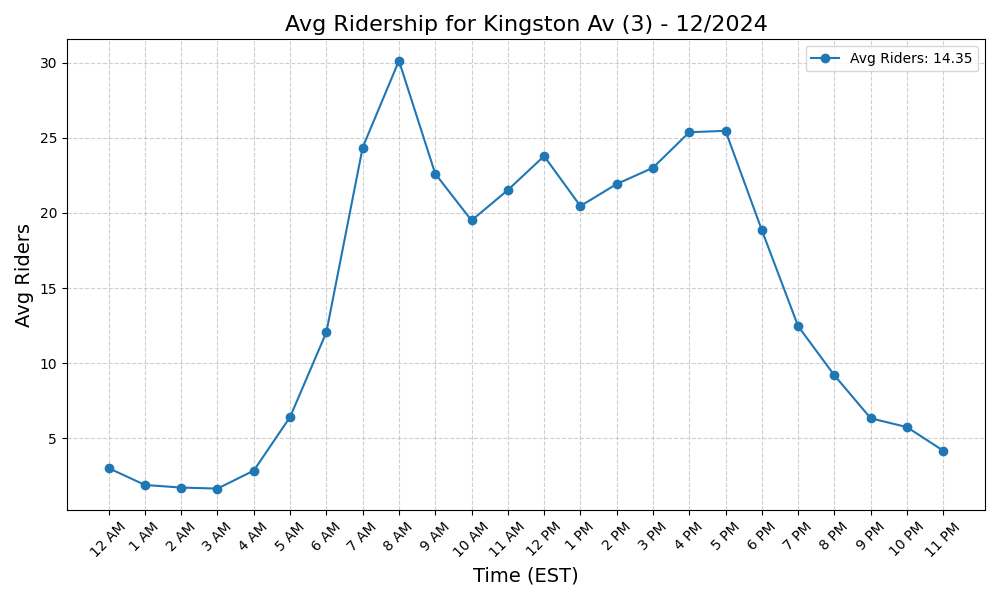 Avg Ridership for Kingston Av (3) - 12/2024
Avg Riders: 14.35
Avg Riders
30
25
20
15
10
5
12 AM
1 AM
2 AM
3 AM
4 AM
5 AM
6 AM
7 AM
8 AM
9 AM
10 AM
11 AM
12 PM
1 PM
2 PM
3 PM
4 PM
5 PM
6 PM
7 PM
8 PM
9 PM
10 PM
11 PM
Time (EST)